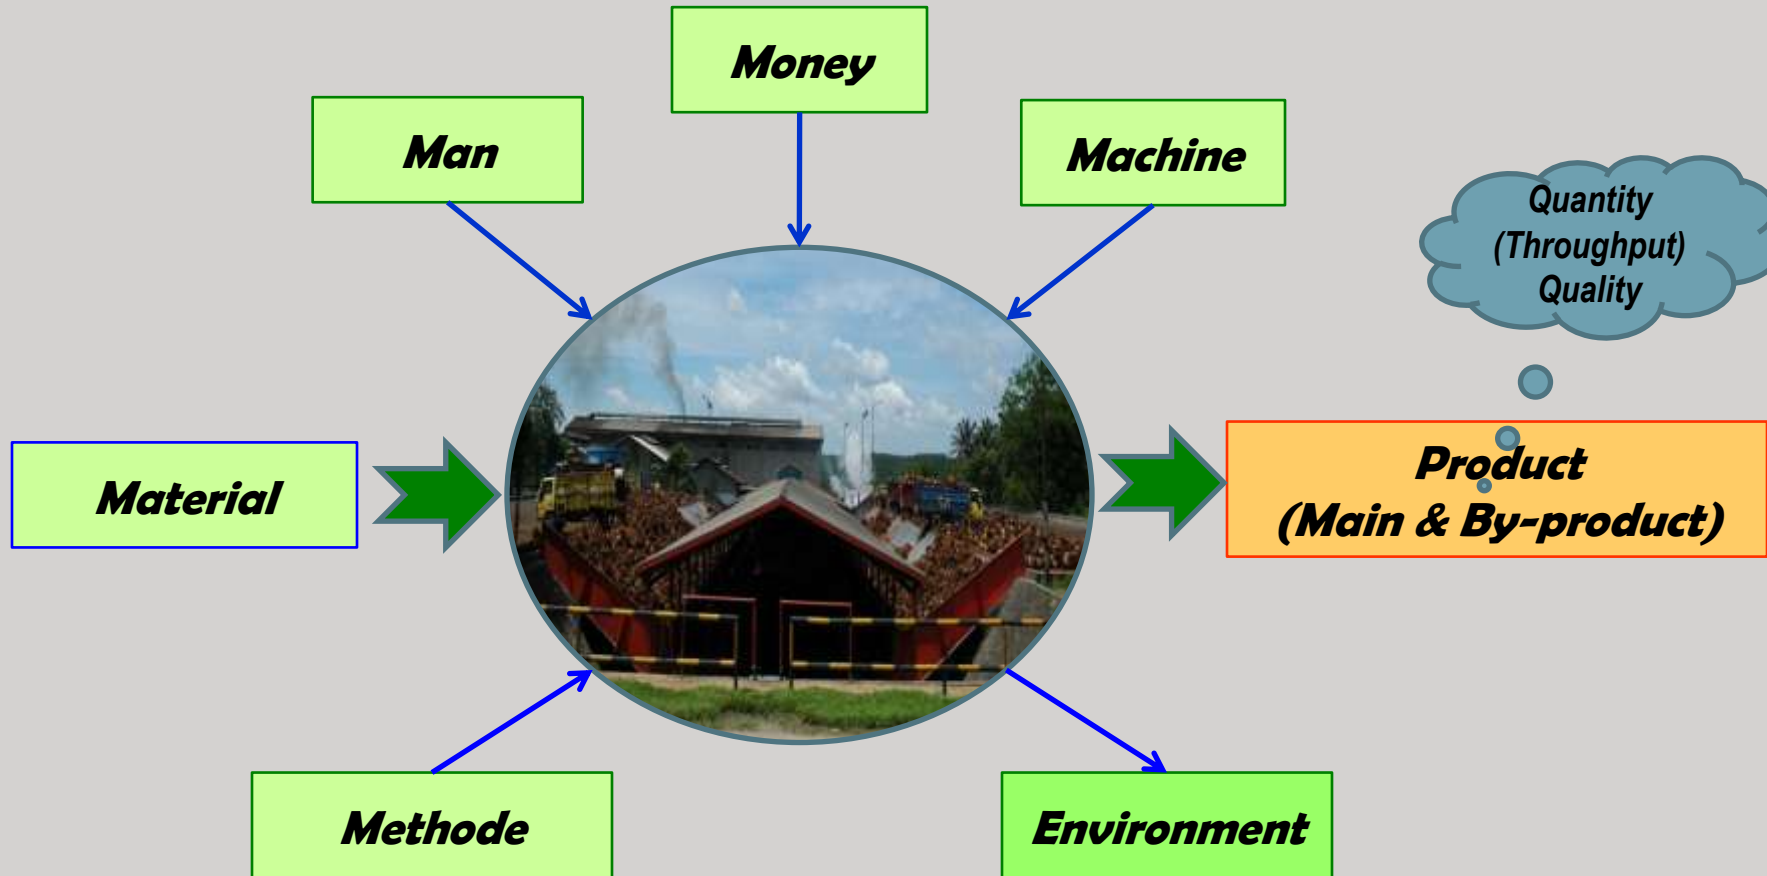 Money
Man
Machine
Quantity
(Throughput)
Quality
Material
Product
(Main & By-product)
Methode
Environment